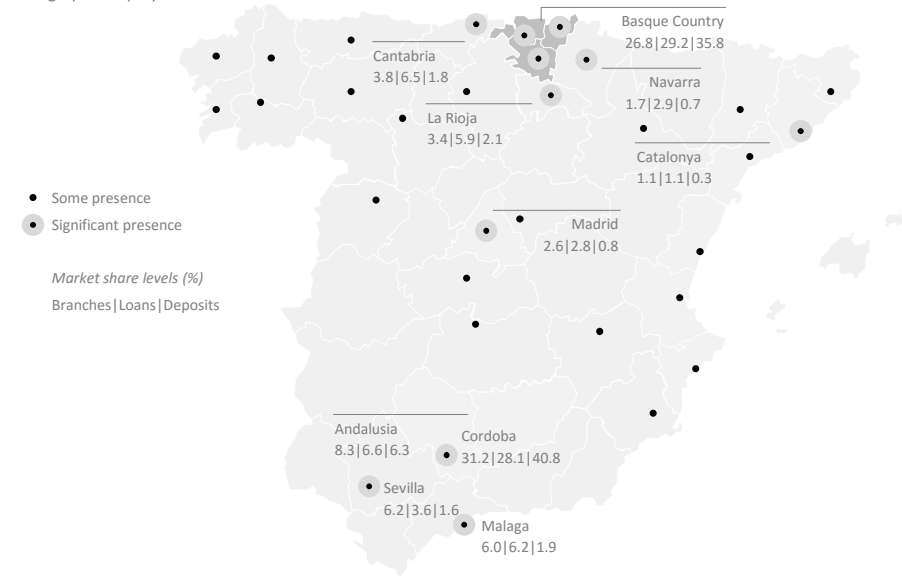 Basque Country
26.8|29.2|35.8
Cantabria
3.8|6.5|1.8
Navarra
1.7|2.9|0.7
La Rioja
3.4|5.9|2.1
Catalonya
1.1|1.1|0.3
Some presence
Significant presence
Madrid
2.6|2.8|0.8
Market share levels (%)
Branches|Loans|Deposits
Andalusia
8.3|6.6|6.3
Cordoba
31.2|28.1|40.8
Sevilla
6.2|3.6|1.6
Malaga
6.0|6.2|1.9